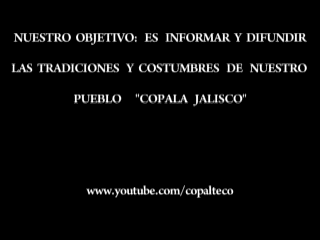 NUESTRO OBJETIVO: ES INFORMAR Y DIFUNDIR
LAS TRADICIONES Y COSTUMBRES DE NUESTRO
PUEBLO "COPALA JALISCO"
www.youtube.com/copalteco